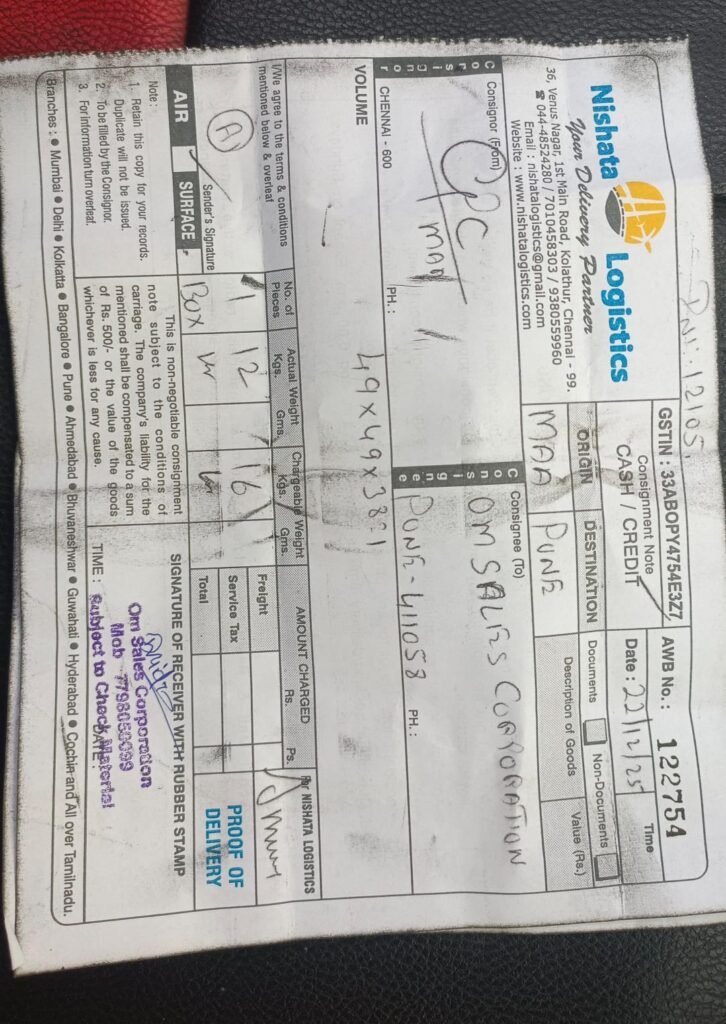 Nishata Logistics
Your Delivery Partner
36, Venus Nagar, 1st Main Road, Kolathur, Chennai - 99.
☎ 044-48524280 / 7010458303 / 9380559960
Email : nishatalogistics@gmail.com
Website : www.nishatalogistics.com
GSTIN : 33ABOPY4754E3Z7
Consignment Note
CASH / CREDIT
AWB No.: 122754
Date : 22/12/25
Time
ORIGIN
MAA
DESTINATION
PUNE
Documents
Non-Documents
Description of Goods
Value (Rs.)
Consignor
Consignor (From)
CPC
MAA
CHENNAI - 600
PH. :
Consignee
Consignee (To)
OM SALES CORPORATION
PUNE - 411058
PH. :
VOLUME
49 x 49 x 38 : 1
I/We agree to the terms & conditions
mentioned below & overleaf
Sender's Signature
AIR
SURFACE
No. of
Pieces
1
BOX
Actual Weight
Kgs. Gms.
12
Chargeable Weight
Kgs. Gms.
16
AMOUNT CHARGED
Rs. Ps.
Freight
Service Tax
Total
for NISHATA LOGISTICS
PROOF OF
DELIVERY
Note :
1. Retain this copy for your records.
Duplicate will not be issued.
2. To be filled by the Consignor.
3. For information turn overleaf.
This is non-negotiable consignment
note subject to the conditions of
carriage. The company's liability for the
mentioned shall be compensated to a sum
of Rs. 500/- or the value of the goods
whichever is less for any cause.
SIGNATURE OF RECEIVER WITH RUBBER STAMP
Om Sales Corporation
Mob 7798050099
Subject to Check Material
TIME :
DATE :
Branches : ● Mumbai ● Delhi ● Kolkatta ● Bangalore ● Pune ● Ahmedabad ● Bhuvaneshwar ● Guwahati ● Hyderabad ● Cochin and All over Tamilnadu.